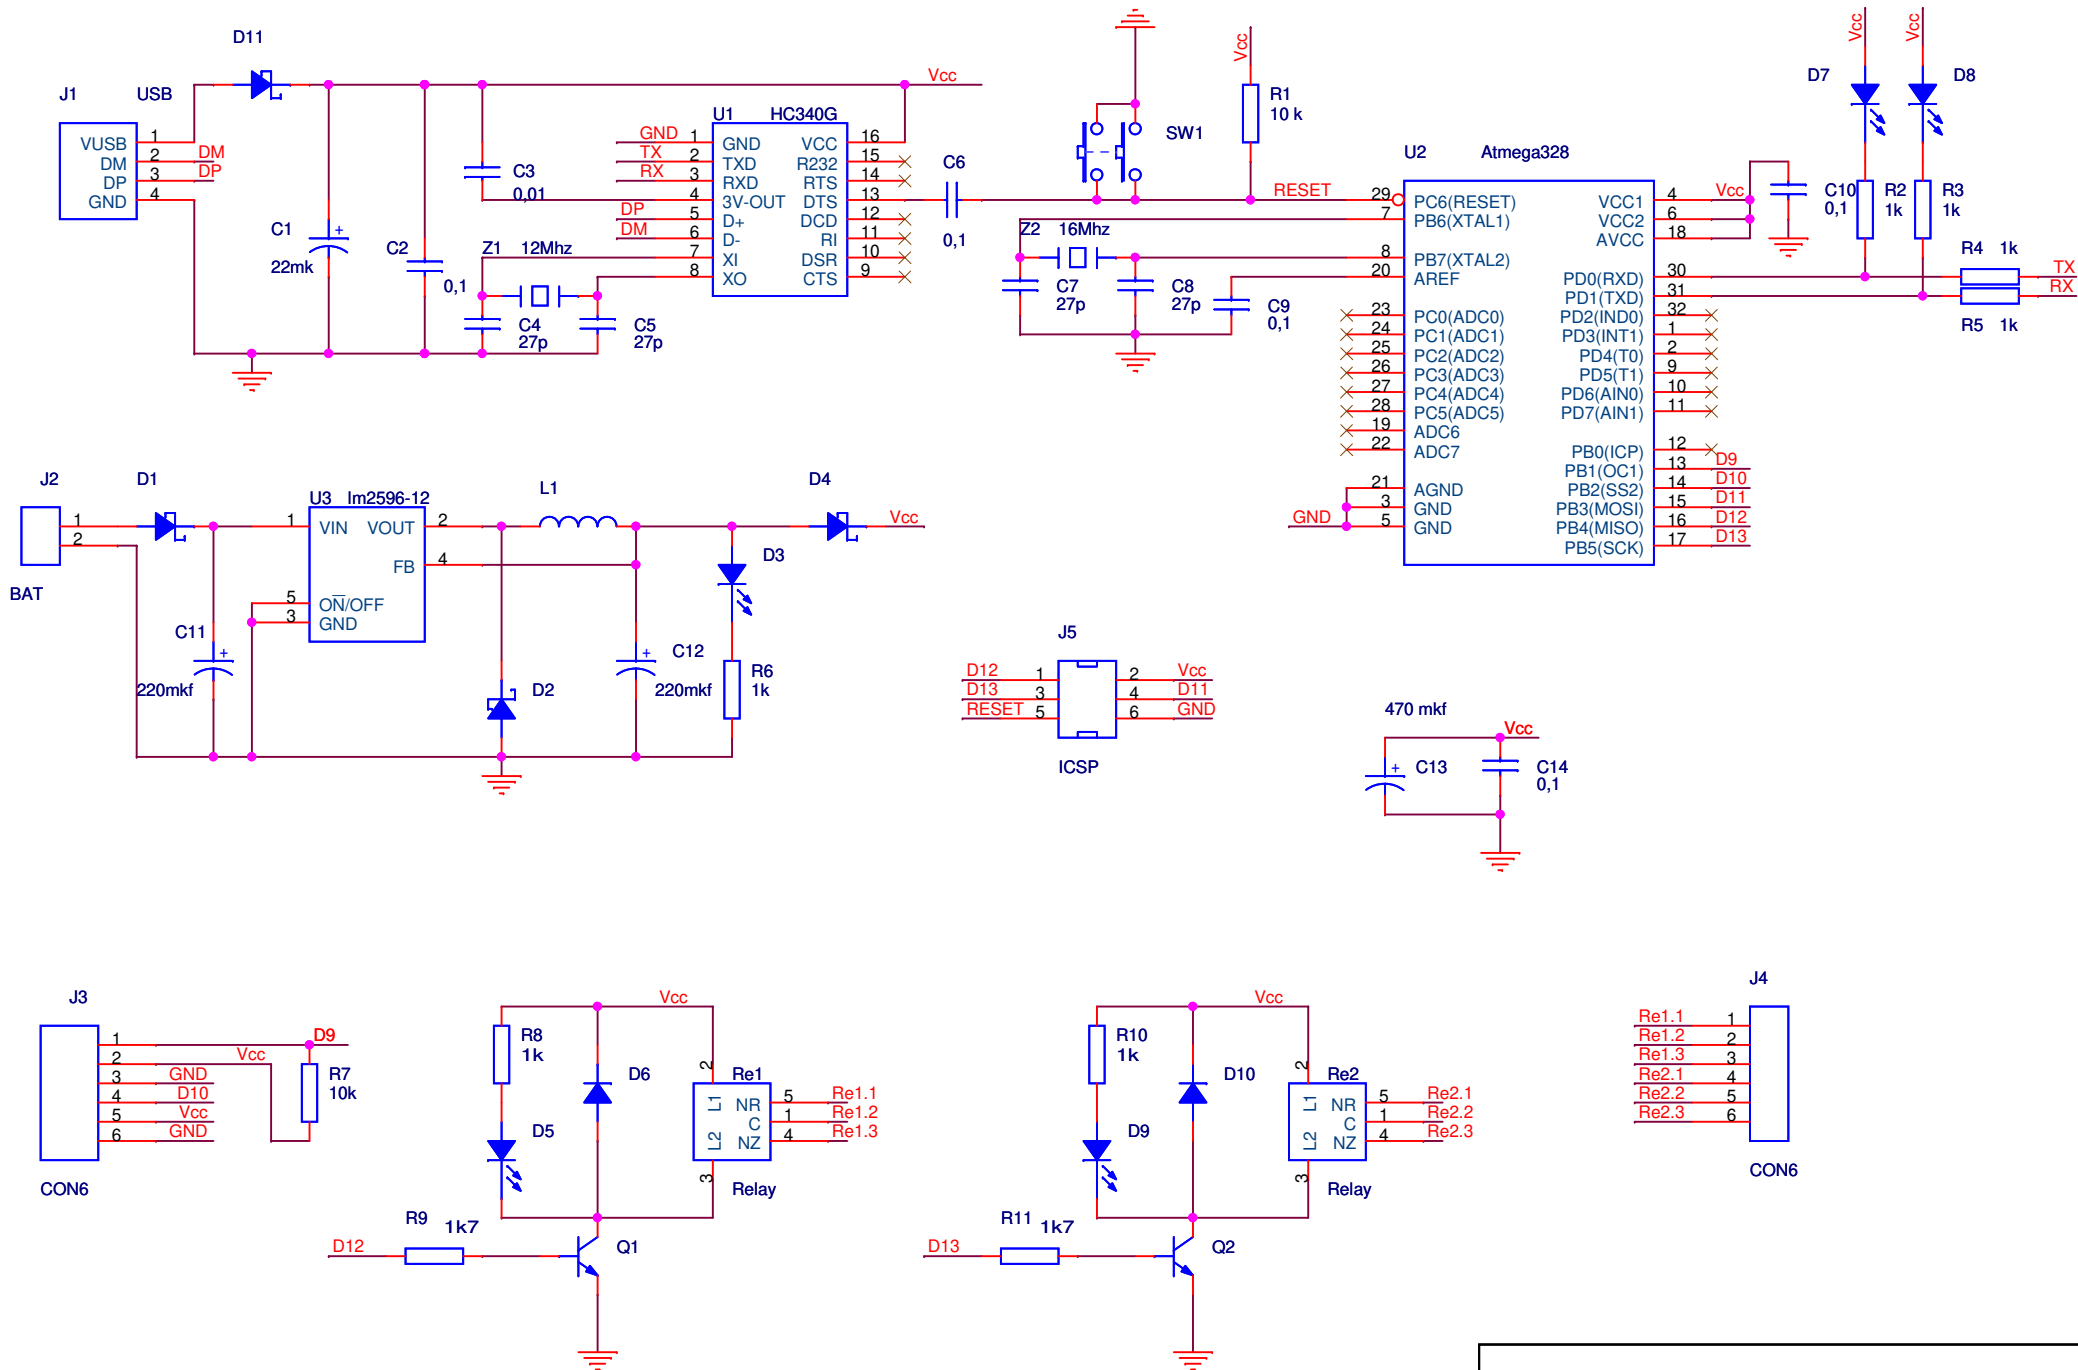 D11
J1 USB
VUSB 1
DM 2 DM
DP 3 DP
GND 4
C1
+
22mk
C2
0,1
C3
0,01
Vcc
U1 HC340G
GND 1 GND VCC 16
TX 2 TXD R232 15
RX 3 RXD RTS 14
4 3V-OUT DTS 13
DP 5 D+ DCD 12
DM 6 D- RI 11
7 XI DSR 10
8 XO CTS 9
Z1 12Mhz
C4
27p
C5
27p
C6
0,1
SW1
Vcc
R1
10 k
RESET
Z2 16Mhz
C7
27p
C8
27p
C9
0,1
U2 Atmega328
29 PC6(RESET) VCC1 4 Vcc
7 PB6(XTAL1) VCC2 6
AVCC 18
8 PB7(XTAL2)
20 AREF PD0(RXD) 30
PD1(TXD) 31
23 PC0(ADC0) PD2(IND0) 32
24 PC1(ADC1) PD3(INT1) 1
25 PC2(ADC2) PD4(T0) 2
26 PC3(ADC3) PD5(T1) 9
27 PC4(ADC4) PD6(AIN0) 10
28 PC5(ADC5) PD7(AIN1) 11
19 ADC6
22 ADC7 PB0(ICP) 12
PB1(OC1) 13 D9
21 AGND PB2(SS2) 14 D10
3 GND PB3(MOSI) 15 D11
GND 5 GND PB4(MISO) 16 D12
PB5(SCK) 17 D13
Vcc Vcc
D7 D8
C10
0,1
R2
1k
R3
1k
R4 1k
TX
RX
R5 1k
J2
1
2
BAT
D1
C11
+
220mkf
U3 lm2596-12
1 VIN VOUT 2
FB 4
5 ON/OFF
3 GND
L1
D2
C12
+
220mkf
D3
R6
1k
D4
Vcc
J5
D12 1 2 Vcc
D13 3 4 D11
RESET 5 6 GND
ICSP
470 mkf
Vcc
+
C13
C14
0,1
J3
1 D9
2 Vcc
3 GND
4 D10
5 Vcc
6 GND
CON6
R7
10k
Vcc
R8
1k
D6
D5
Re1
2
L1 NR 5 Re1.1
C 1 Re1.2
L2 NZ 4 Re1.3
3
Relay
R9 1k7
D12
Q1
Vcc
R10
1k
D10
D9
Re2
2
L1 NR 5 Re2.1
C 1 Re2.2
L2 NZ 4 Re2.3
3
Relay
R11 1k7
D13
Q2
J4
Re1.1 1
Re1.2 2
Re1.3 3
Re2.1 4
Re2.2 5
Re2.3 6
CON6